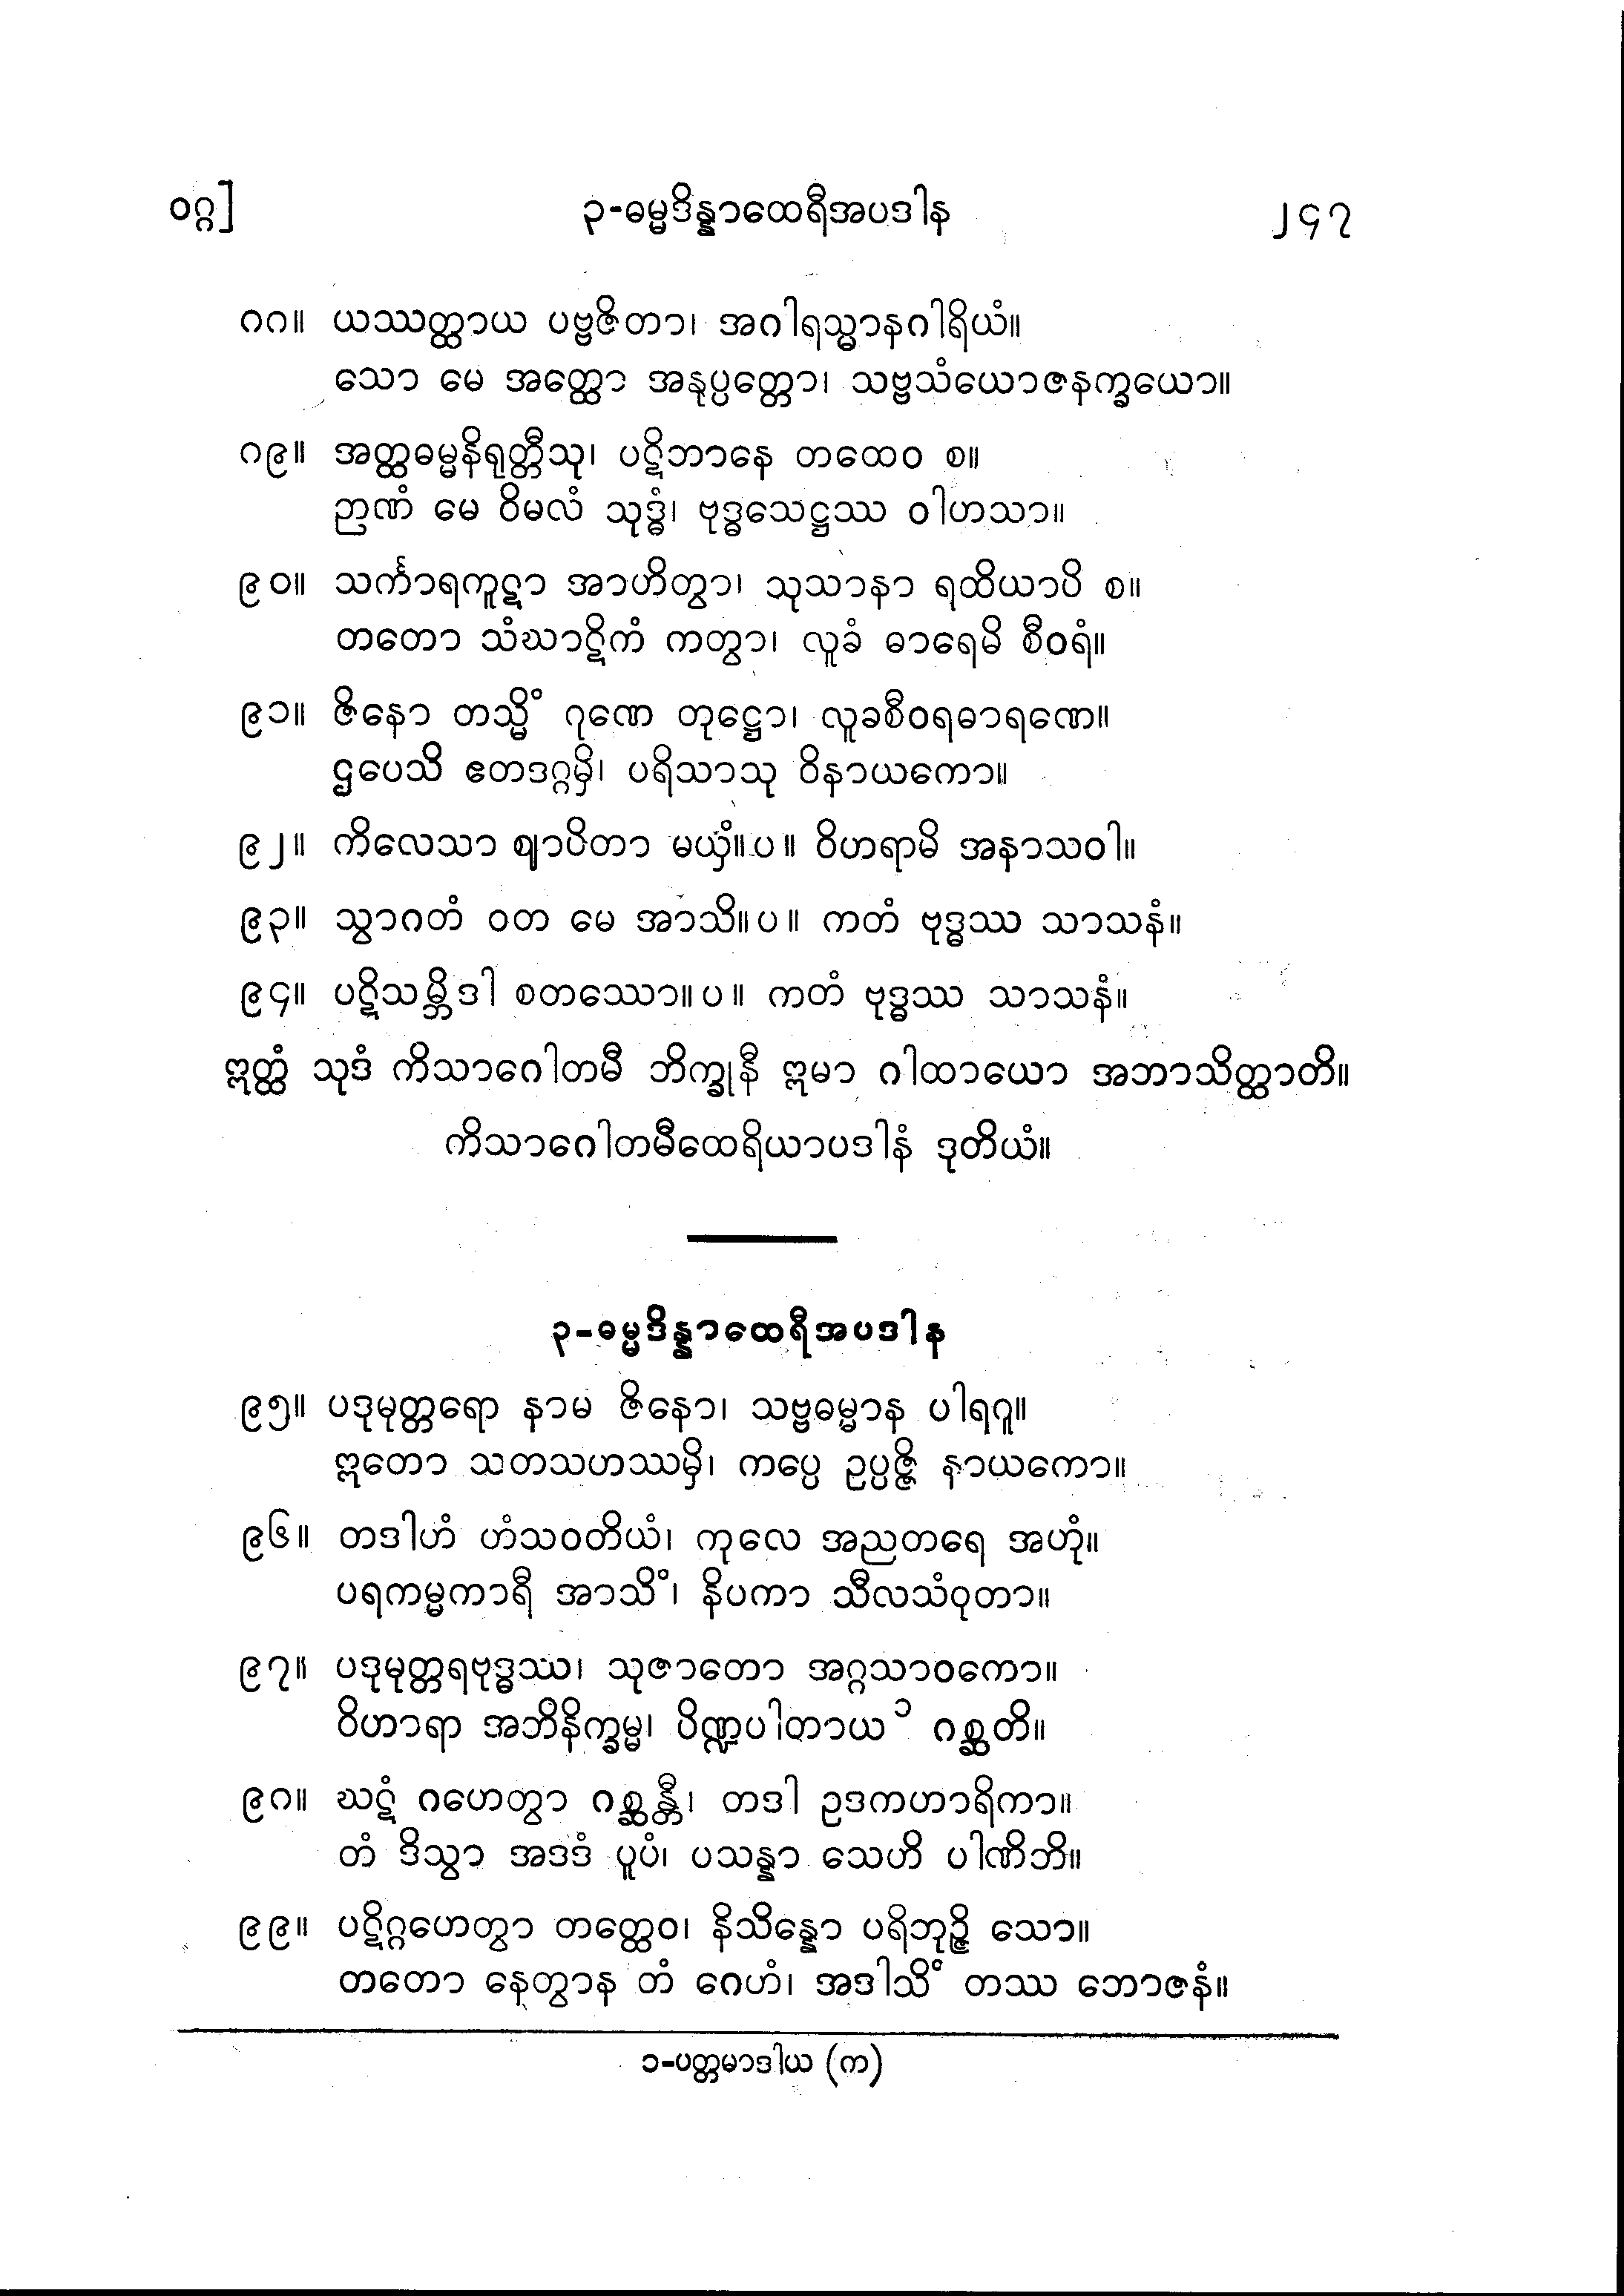 ဝဂ္ဂ]
၃-ဓမ္မဒိန္နာထေရီအပဒါန
၂၄၇
၈၈။ ယဿတ္ထာယ ပဗ္ဗဇိတာ၊ အဂါရသ္မာနဂါရိယံ။
သော မေ အတ္ထော အနုပ္ပတ္တော၊ သဗ္ဗသံယောဇနက္ခယော။
၈၉။ အတ္ထဓမ္မနိရုတ္တီသု၊ ပဋိဘာနေ တထေဝ စ။
ဉာဏံ မေ ဝိမလံ သုဒ္ဓံ၊ ဗုဒ္ဓသေဋ္ဌဿ ဝါဟသာ။
၉၀။ သင်္ကာရကူဋာ အာဟိတွာ၊ သုသာနာ ရထိယာပိ စ။
တတော သံဃာဋိကံ ကတွာ၊ လူခံ ဓာရေမိ စီဝရံ။
၉၁။ ဇိနော တသ္မိံ ဂုဏေ တုဋ္ဌော၊ လူခစီဝရဓာရဏေ။
ဌပေသိ ဧတဒဂ္ဂမှိ၊ ပရိသာသု ဝိနာယကော။
၉၂။ ကိလေသာ ဈာပိတာ မယှံ။ပ။ ဝိဟရာမိ အနာသဝါ။
၉၃။ သွာဂတံ ဝတ မေ အာသိ။ပ။ ကတံ ဗုဒ္ဓဿ သာသနံ။
၉၄။ ပဋိသမ္ဘိဒါ စတဿော။ပ။ ကတံ ဗုဒ္ဓဿ သာသနံ။
ဣတ္ထံ သုဒံ ကိသာဂေါတမီ ဘိက္ခုနီ ဣမာ ဂါထာယော အဘာသိတ္ထာတိ။
ကိသာဂေါတမီထေရိယာပဒါနံ ဒုတိယံ။
၃-ဓမ္မဒိန္နာထေရီအပဒါန
၉၅။ ပဒုမုတ္တရော နာမ ဇိနော၊ သဗ္ဗဓမ္မာန ပါရဂူ။
ဣတော သတသဟဿမှိ၊ ကပ္ပေ ဥပ္ပဇ္ဇိ နာယကော။
၉၆။ တဒါဟံ ဟံသဝတိယံ၊ ကုလေ အညတရေ အဟုံ။
ပရကမ္မကာရီ အာသိံ၊ နိပကာ သီလသံဝုတာ။
၉၇။ ပဒုမုတ္တရဗုဒ္ဓဿ၊ သုဇာတော အဂ္ဂသာဝကော။
ဝိဟာရာ အဘိနိက္ခမ္မ၊ ပိဏ္ဍပါတာယ ၁ ဂစ္ဆတိ။
၉၈။ ဃဋံ ဂဟေတွာ ဂစ္ဆန္တီ၊ တဒါ ဥဒကဟာရိကာ။
တံ ဒိသွာ အဒဒံ ပူပံ၊ ပသန္နာ သေဟိ ပါဏိဘိ။
၉၉။ ပဋိဂ္ဂဟေတွာ တတ္ထေဝ၊ နိသိန္နော ပရိဘုဉ္ဇိ သော။
တတော နေတွာန တံ ဂေဟံ၊ အဒါသိံ တဿ ဘောဇနံ။
၁-ပတ္တမာဒါယ (က)